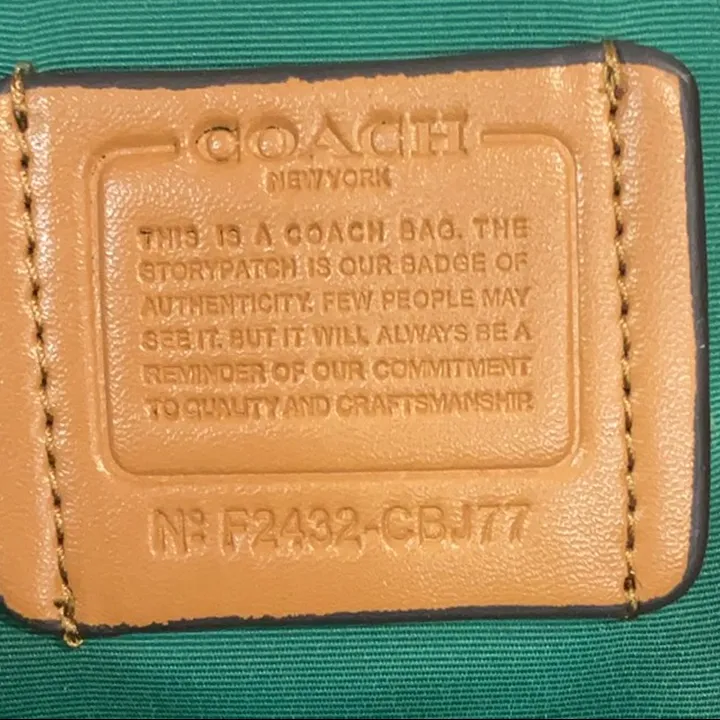 COACH
NEW YORK
THIS IS A COACH BAG. THE
STORYPATCH IS OUR BADGE OF
AUTHENTICITY. FEW PEOPLE MAY
SEE IT. BUT IT WILL ALWAYS BE A
REMINDER OF OUR COMMITMENT
TO QUALITY AND CRAFTSMANSHIP.
Nº: F2432-CBJ77